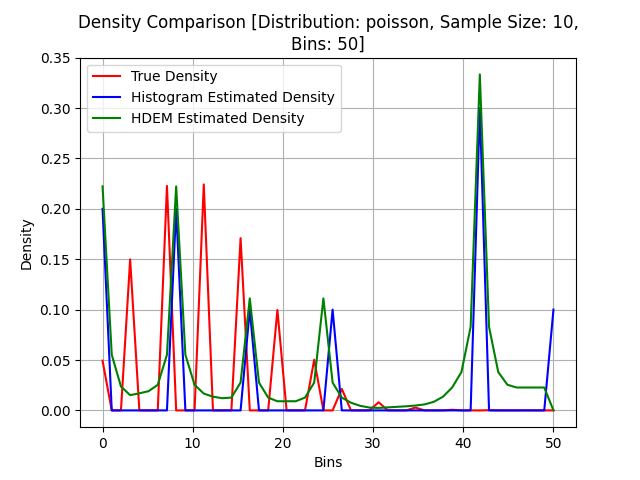 Density Comparison [Distribution: poisson, Sample Size: 10,
Bins: 50]
True Density
Histogram Estimated Density
HDEM Estimated Density
Density
0.35
0.30
0.25
0.20
0.15
0.10
0.05
0.00
0 10 20 30 40 50
Bins